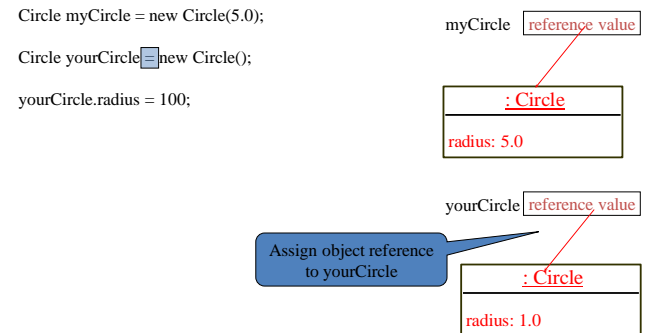 Circle myCircle = new Circle(5.0);
Circle yourCircle = new Circle();
yourCircle.radius = 100;
myCircle reference value
: Circle
radius: 5.0
yourCircle reference value
Assign object reference
to yourCircle
: Circle
radius: 1.0